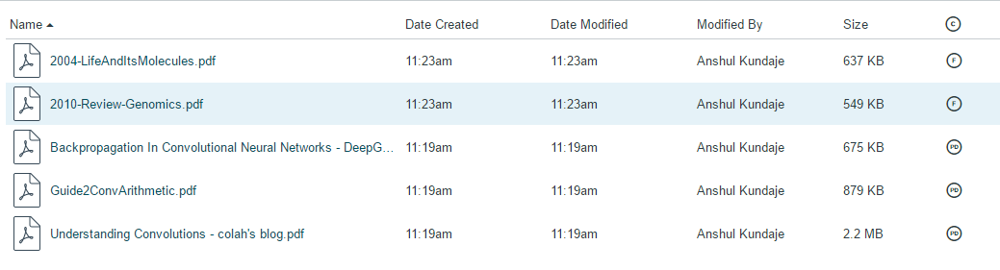 Name Date Created Date Modified Modified By Size C
2004-LifeAndItsMolecules.pdf 11:23am 11:23am Anshul Kundaje 637 KB F
2010-Review-Genomics.pdf 11:23am 11:23am Anshul Kundaje 549 KB F
Backpropagation In Convolutional Neural Networks - DeepG... 11:19am 11:19am Anshul Kundaje 675 KB PD
Guide2ConvArithmetic.pdf 11:19am 11:19am Anshul Kundaje 879 KB PD
Understanding Convolutions - colah's blog.pdf 11:19am 11:19am Anshul Kundaje 2.2 MB PD